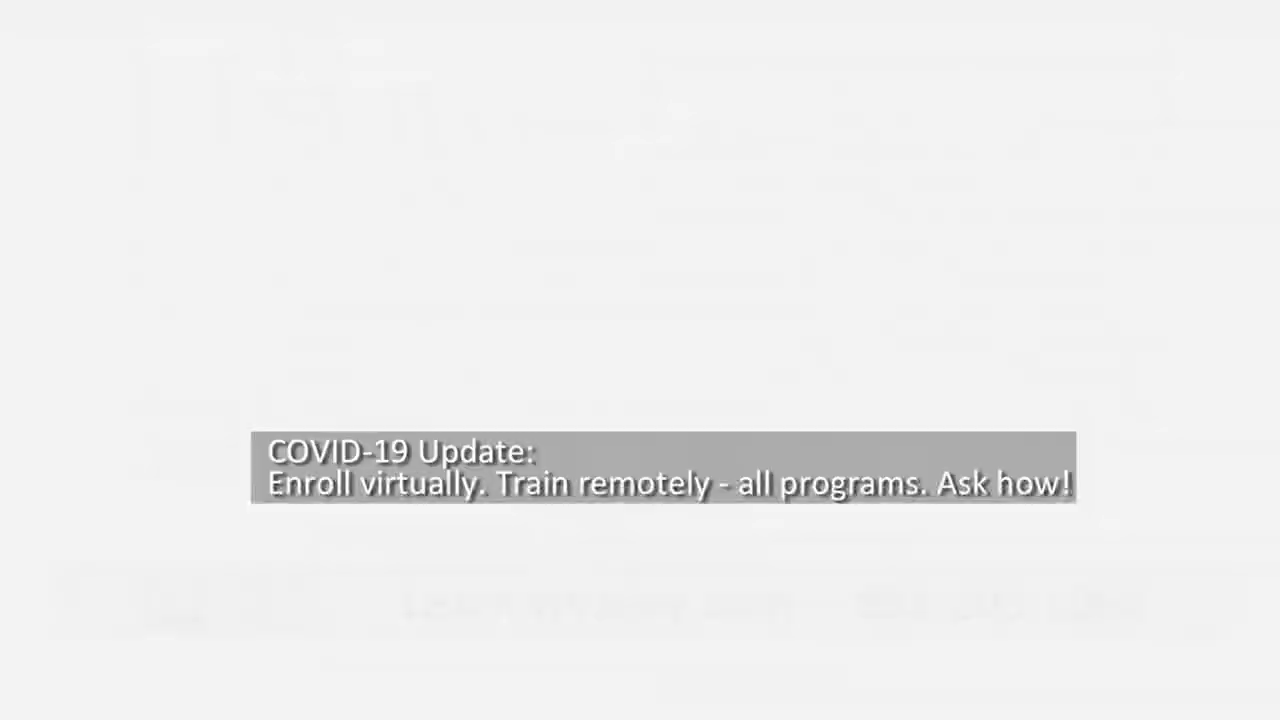 COVID-19 Update:
Enroll virtually. Train remotely - all programs. Ask how!